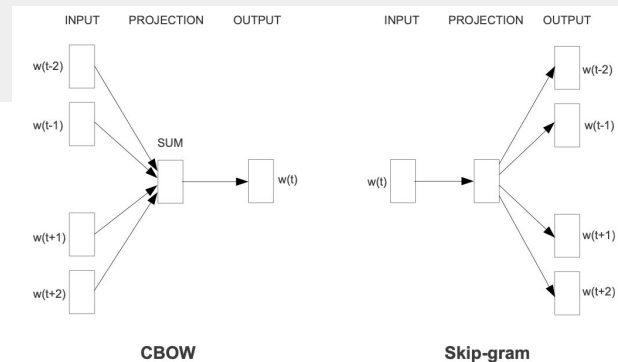 INPUT PROJECTION OUTPUT
w(t-2)
w(t-1)
SUM
w(t)
w(t+1)
w(t+2)
CBOW
INPUT PROJECTION OUTPUT
w(t-2)
w(t-1)
w(t)
w(t+1)
w(t+2)
Skip-gram